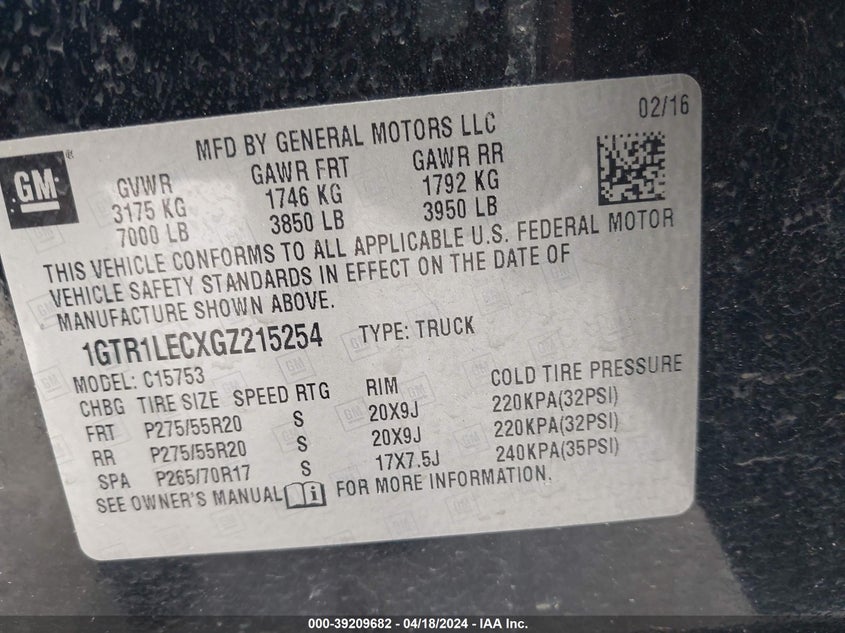 02/16
MFD BY GENERAL MOTORS LLC
GM®
GVWR GAWR FRT GAWR RR
3175 KG 1746 KG 1792 KG
7000 LB 3850 LB 3950 LB
THIS VEHICLE CONFORMS TO ALL APPLICABLE U.S. FEDERAL MOTOR
VEHICLE SAFETY STANDARDS IN EFFECT ON THE DATE OF
MANUFACTURE SHOWN ABOVE.
1GTR1LECXGZ215254 TYPE: TRUCK
MODEL: C15753
CHBG TIRE SIZE SPEED RTG RIM COLD TIRE PRESSURE
FRT P275/55R20 S 20X9J 220KPA(32PSI)
RR P275/55R20 S 20X9J 220KPA(32PSI)
SPA P265/70R17 S 17X7.5J 240KPA(35PSI)
SEE OWNER'S MANUAL i FOR MORE INFORMATION.
000-39209682 - 04/18/2024 - IAA Inc.